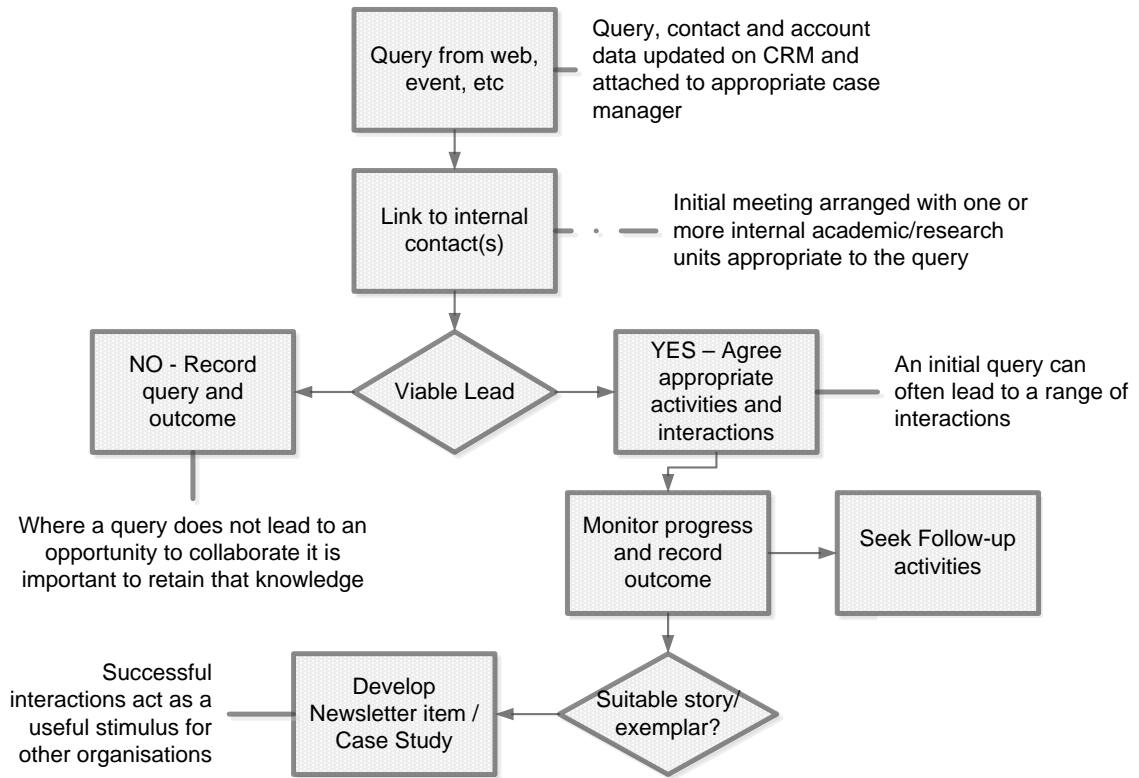 Query from web,
event, etc
Query, contact and account
data updated on CRM and
attached to appropriate case
manager
Link to internal
contact(s)
Initial meeting arranged with one or
more internal academic/research
units appropriate to the query
NO - Record
query and
outcome
Viable Lead
YES – Agree
appropriate
activities and
interactions
An initial query can
often lead to a range of
interactions
Where a query does not lead to an
opportunity to collaborate it is
important to retain that knowledge
Monitor progress
and record
outcome
Seek Follow-up
activities
Successful
interactions act as a
useful stimulus for
other organisations
Develop
Newsletter item /
Case Study
Suitable story/
exemplar?